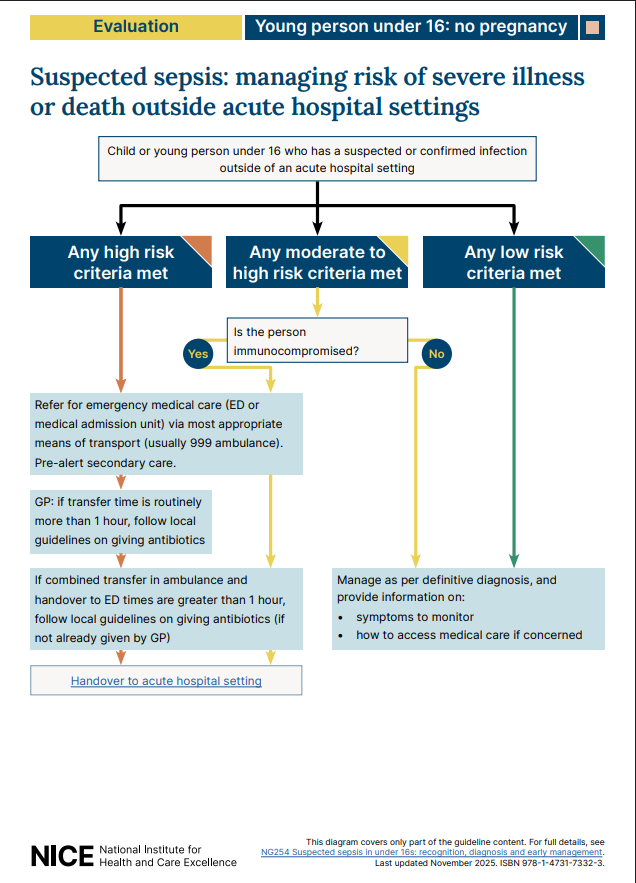 Evaluation
Young person under 16: no pregnancy
Suspected sepsis: managing risk of severe illness
or death outside acute hospital settings
Child or young person under 16 who has a suspected or confirmed infection
outside of an acute hospital setting
Any high risk
criteria met
Any moderate to
high risk criteria met
Any low risk
criteria met
Is the person
immunocompromised?
Yes
No
Refer for emergency medical care (ED or
medical admission unit) via most appropriate
means of transport (usually 999 ambulance).
Pre-alert secondary care.
GP: if transfer time is routinely
more than 1 hour, follow local
guidelines on giving antibiotics
If combined transfer in ambulance and
handover to ED times are greater than 1 hour,
follow local guidelines on giving antibiotics (if
not already given by GP)
Manage as per definitive diagnosis, and
provide information on:
• symptoms to monitor
• how to access medical care if concerned
Handover to acute hospital setting
NICE
National Institute for
Health and Care Excellence
This diagram covers only part of the guideline content. For full details, see
NG254 Suspected sepsis in under 16s: recognition, diagnosis and early management.
Last updated November 2025. ISBN 978-1-4731-7332-3.